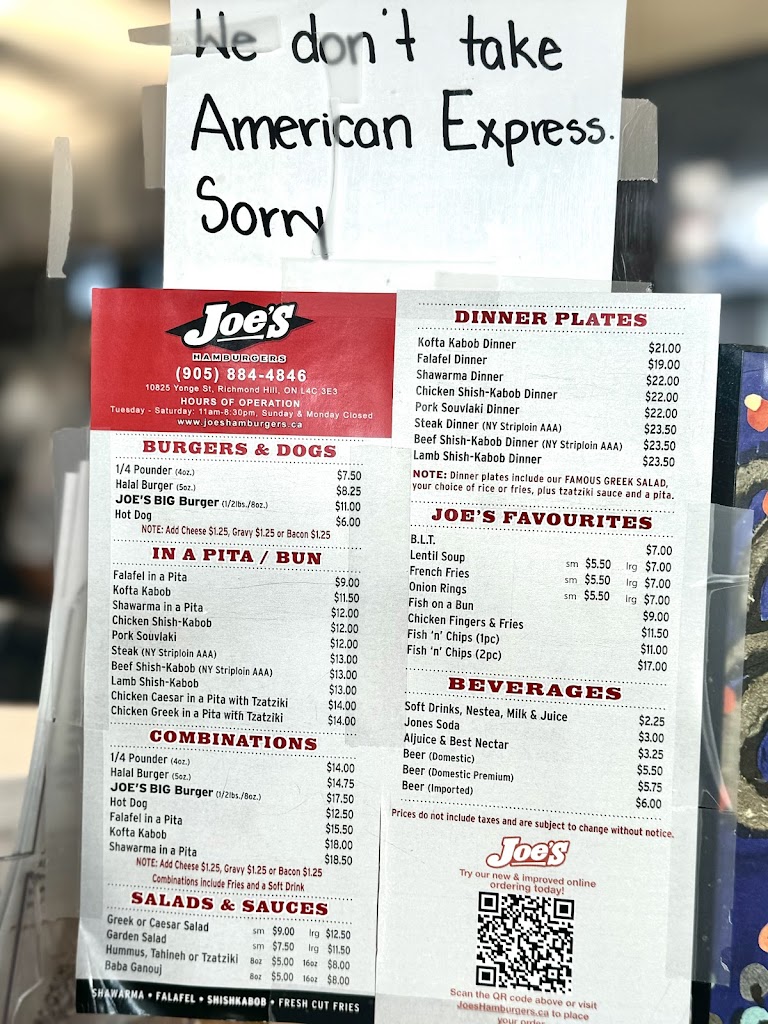 We don't take
American Express.
Sorry
Joe's
HAMBURGERS
(905) 884-4846
10825 Yonge St, Richmond Hill, ON L4C 3E3
HOURS OF OPERATION
Tuesday - Saturday: 11am-8:30pm, Sunday & Monday Closed
www.joeshamburgers.ca
BURGERS & DOGS
1/4 Pounder (4oz.) $7.50
Halal Burger (5oz.) $8.25
JOE'S BIG Burger (1/2lbs./8oz.) $11.00
Hot Dog $6.00
NOTE: Add Cheese $1.25, Gravy $1.25 or Bacon $1.25
IN A PITA / BUN
Falafel in a Pita $9.00
Kofta Kabob $11.50
Shawarma in a Pita $12.00
Chicken Shish-Kabob $12.00
Pork Souvlaki $12.00
Steak (NY Striploin AAA) $13.00
Beef Shish-Kabob (NY Striploin AAA) $13.00
Lamb Shish-Kabob $13.00
Chicken Caesar in a Pita with Tzatziki $14.00
Chicken Greek in a Pita with Tzatziki $14.00
COMBINATIONS
1/4 Pounder (4oz.) $14.00
Halal Burger (5oz.) $14.75
JOE'S BIG Burger (1/2lbs./8oz.) $17.50
Hot Dog $12.50
Falafel in a Pita $15.50
Kofta Kabob $18.00
Shawarma in a Pita $18.50
NOTE: Add Cheese $1.25, Gravy $1.25 or Bacon $1.25
Combinations Include Fries and a Soft Drink
SALADS & SAUCES
Greek or Caesar Salad sm $9.00 lrg $12.50
Garden Salad sm $7.50 lrg $11.50
Hummus, Tahineh or Tzatziki 8oz $5.00 16oz $8.00
Baba Ganouj 8oz $5.00 16oz $8.00
SHAWARMA • FALAFEL • SHISHKABOB • FRESH CUT FRIES
DINNER PLATES
Kofta Kabob Dinner $21.00
Falafel Dinner $19.00
Shawarma Dinner $22.00
Chicken Shish-Kabob Dinner $22.00
Pork Souvlaki Dinner $22.00
Steak Dinner (NY Striploin AAA) $23.50
Beef Shish-Kabob Dinner (NY Striploin AAA) $23.50
Lamb Shish-Kabob Dinner $23.50
NOTE: Dinner plates include our FAMOUS GREEK SALAD,
your choice of rice or fries, plus tzatziki sauce and a pita.
JOE'S FAVOURITES
B.L.T. $7.00
Lentil Soup sm $5.50 lrg $7.00
French Fries sm $5.50 lrg $7.00
Onion Rings sm $5.50 lrg $7.00
Fish on a Bun $9.00
Chicken Fingers & Fries $11.50
Fish 'n' Chips (1pc) $11.00
Fish 'n' Chips (2pc) $17.00
BEVERAGES
Soft Drinks, Nestea, Milk & Juice $2.25
Jones Soda $3.00
Aljuice & Best Nectar $3.25
Beer (Domestic) $5.50
Beer (Domestic Premium) $5.75
Beer (Imported) $6.00
Prices do not include taxes and are subject to change without notice.
Joe's
Try our new & improved online
ordering today!
Scan the QR code above or visit
JoesHamburgers.ca to place
your order